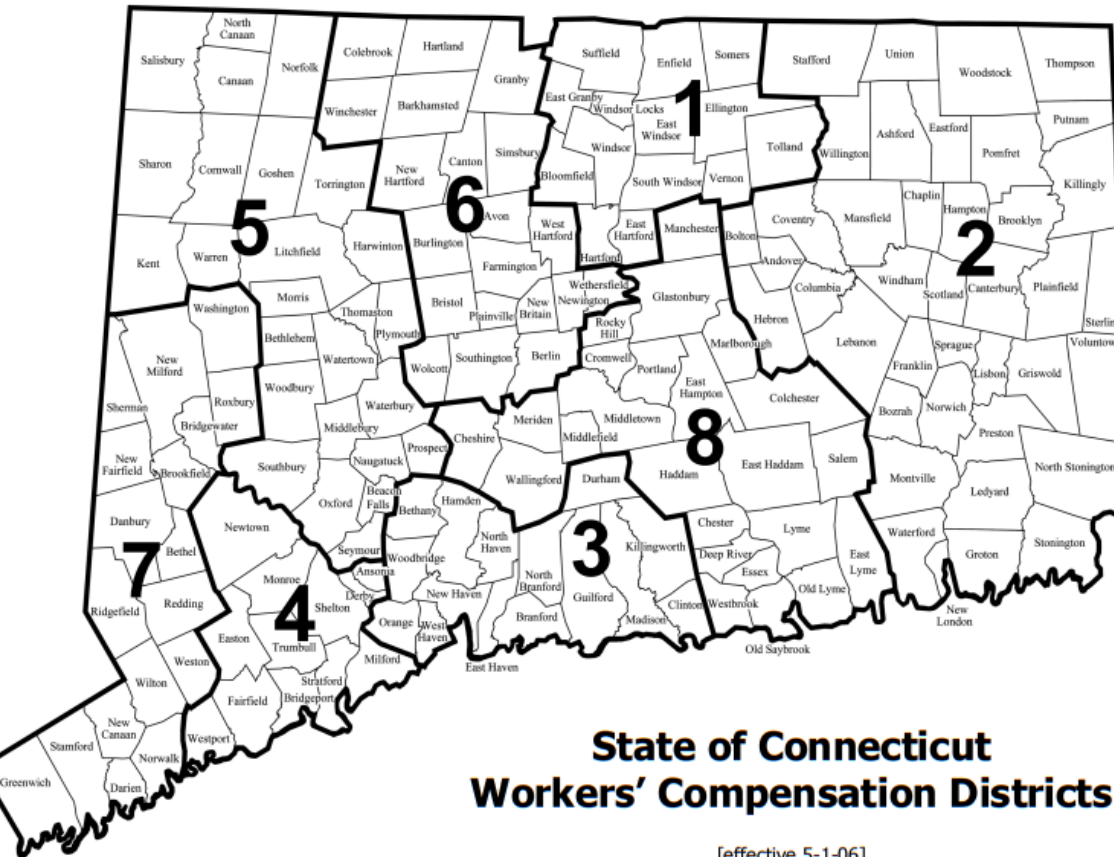 North
Canaan
Salisbury
Canaan
Norfolk
Colebrook
Hartland
Granby
Suffield
Enfield
Somers
Stafford
Union
Woodstock
Thompson
Winchester
Barkhamsted
East Granby
Windsor Locks
1
Ellington
East
Windsor
Windsor
Tolland
Willington
Ashford
Eastford
Pomfret
Putnam
Killingly
Sharon
Cornwall
Goshen
Torrington
New
Hartford
Canton
Simsbury
Bloomfield
South Windsor
Vernon
5
6
Avon
West
Hartford
East
Hartford
Hartford
Manchester
Bolton
Coventry
Mansfield
Chaplin
Hampton
Brooklyn
2
Kent
Warren
Litchfield
Harwinton
Burlington
Farmington
Andover
Columbia
Windham
Scotland
Canterbury
Plainfield
Washington
Morris
Thomaston
Plymouth
Bristol
Plainville
New
Britain
Newington
Wethersfield
Glastonbury
Hebron
Lebanon
Sprague
Franklin
Lisbon
Griswold
New
Milford
Bethlehem
Watertown
Wolcott
Southington
Berlin
Rocky
Hill
Cromwell
Portland
Marlborough
Colchester
Bozrah
Norwich
Preston
Sherman
Bridgewater
Roxbury
Woodbury
Waterbury
Middlebury
Cheshire
Meriden
Middlefield
Middletown
East
Hampton
8
New
Fairfield
Brookfield
Southbury
Naugatuck
Prospect
Wallingford
Durham
Haddam
East Haddam
Salem
Montville
Ledyard
North Stonington
Danbury
Newtown
Oxford
Beacon
Falls
Bethany
Hamden
North
Haven
3
Killingworth
Chester
Lyme
Waterford
Groton
Stonington
7
Bethel
Seymour
Ansonia
Woodbridge
Deep River
Essex
East
Lyme
Ridgefield
Redding
Monroe
4
Shelton
Derby
New Haven
North
Branford
Guilford
Clinton
Westbrook
Old Lyme
New
London
Easton
Trumbull
Orange
West
Haven
Branford
Madison
Old Saybrook
Wilton
Weston
Stratford
Milford
East Haven
Fairfield
Bridgeport
New
Canaan
Stamford
Norwalk
Westport
Greenwich
Darien
State of Connecticut
Workers' Compensation Districts
[effective 5-1-06]